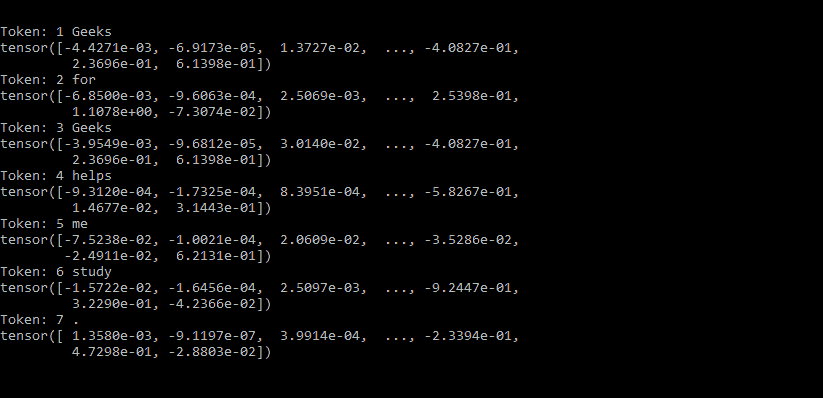 Token: 1 Geeks
tensor([-4.4271e-03, -6.9173e-05,  1.3727e-02,  ..., -4.0827e-01,
         2.3696e-01,  6.1398e-01])
Token: 2 for
tensor([-6.8500e-03, -9.6063e-04,  2.5069e-03,  ...,  2.5398e-01,
         1.1078e+00, -7.3074e-02])
Token: 3 Geeks
tensor([-3.9549e-03, -9.6812e-05,  3.0140e-02,  ..., -4.0827e-01,
         2.3696e-01,  6.1398e-01])
Token: 4 helps
tensor([-9.3120e-04, -1.7325e-04,  8.3951e-04,  ..., -5.8267e-01,
         1.4677e-02,  3.1443e-01])
Token: 5 me
tensor([-7.5238e-02, -1.0021e-04,  2.0609e-02,  ..., -3.5286e-02,
        -2.4911e-02,  6.2131e-01])
Token: 6 study
tensor([-1.5722e-02, -1.6456e-04,  2.5097e-03,  ..., -9.2447e-01,
         3.2290e-01, -4.2366e-02])
Token: 7 .
tensor([ 1.3580e-03, -9.1197e-07,  3.9914e-04,  ..., -2.3394e-01,
         4.7298e-01, -2.8803e-02])